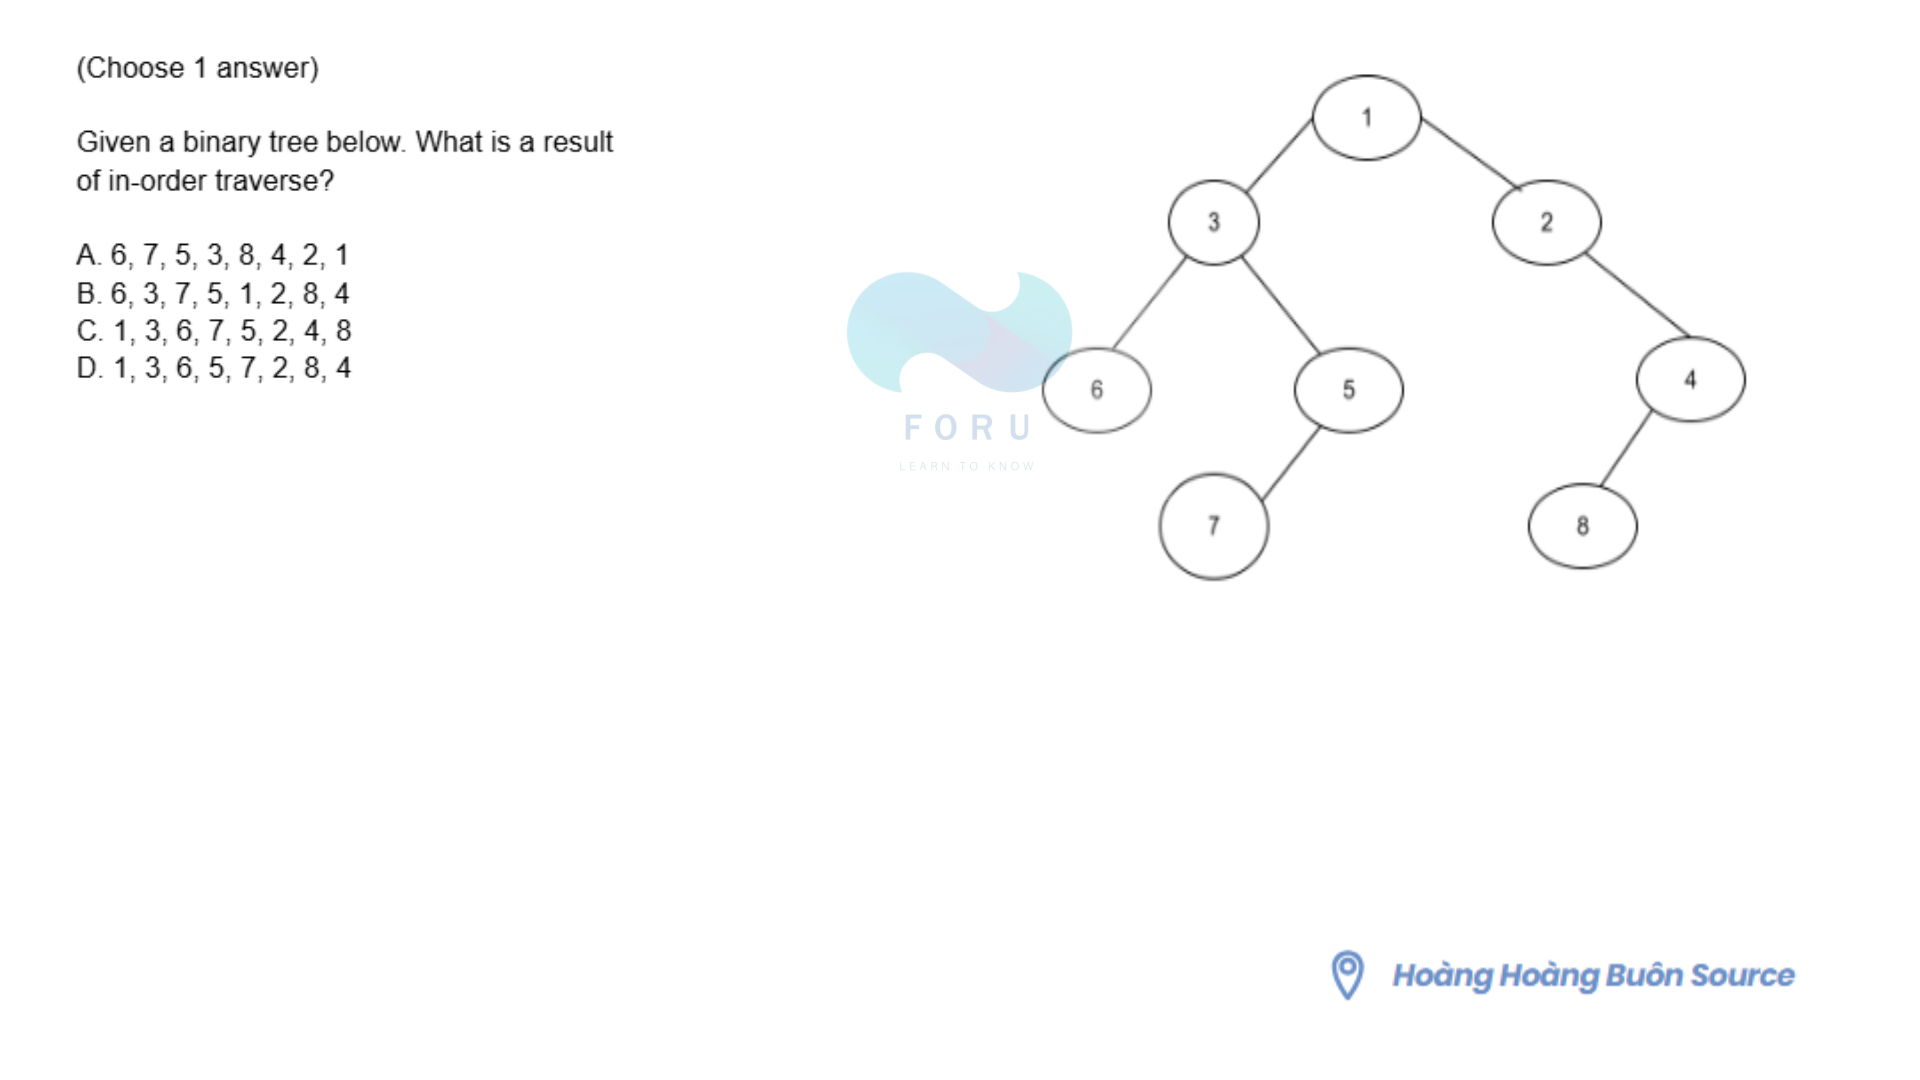 (Choose 1 answer)
Given a binary tree below. What is a result
of in-order traverse?
A. 6, 7, 5, 3, 8, 4, 2, 1
B. 6, 3, 7, 5, 1, 2, 8, 4
C. 1, 3, 6, 7, 5, 2, 4, 8
D. 1, 3, 6, 5, 7, 2, 8, 4
1
3
2
6
5
4
7
8
FORU
LEARN TO KNOW
Hoàng Hoàng Buôn Source